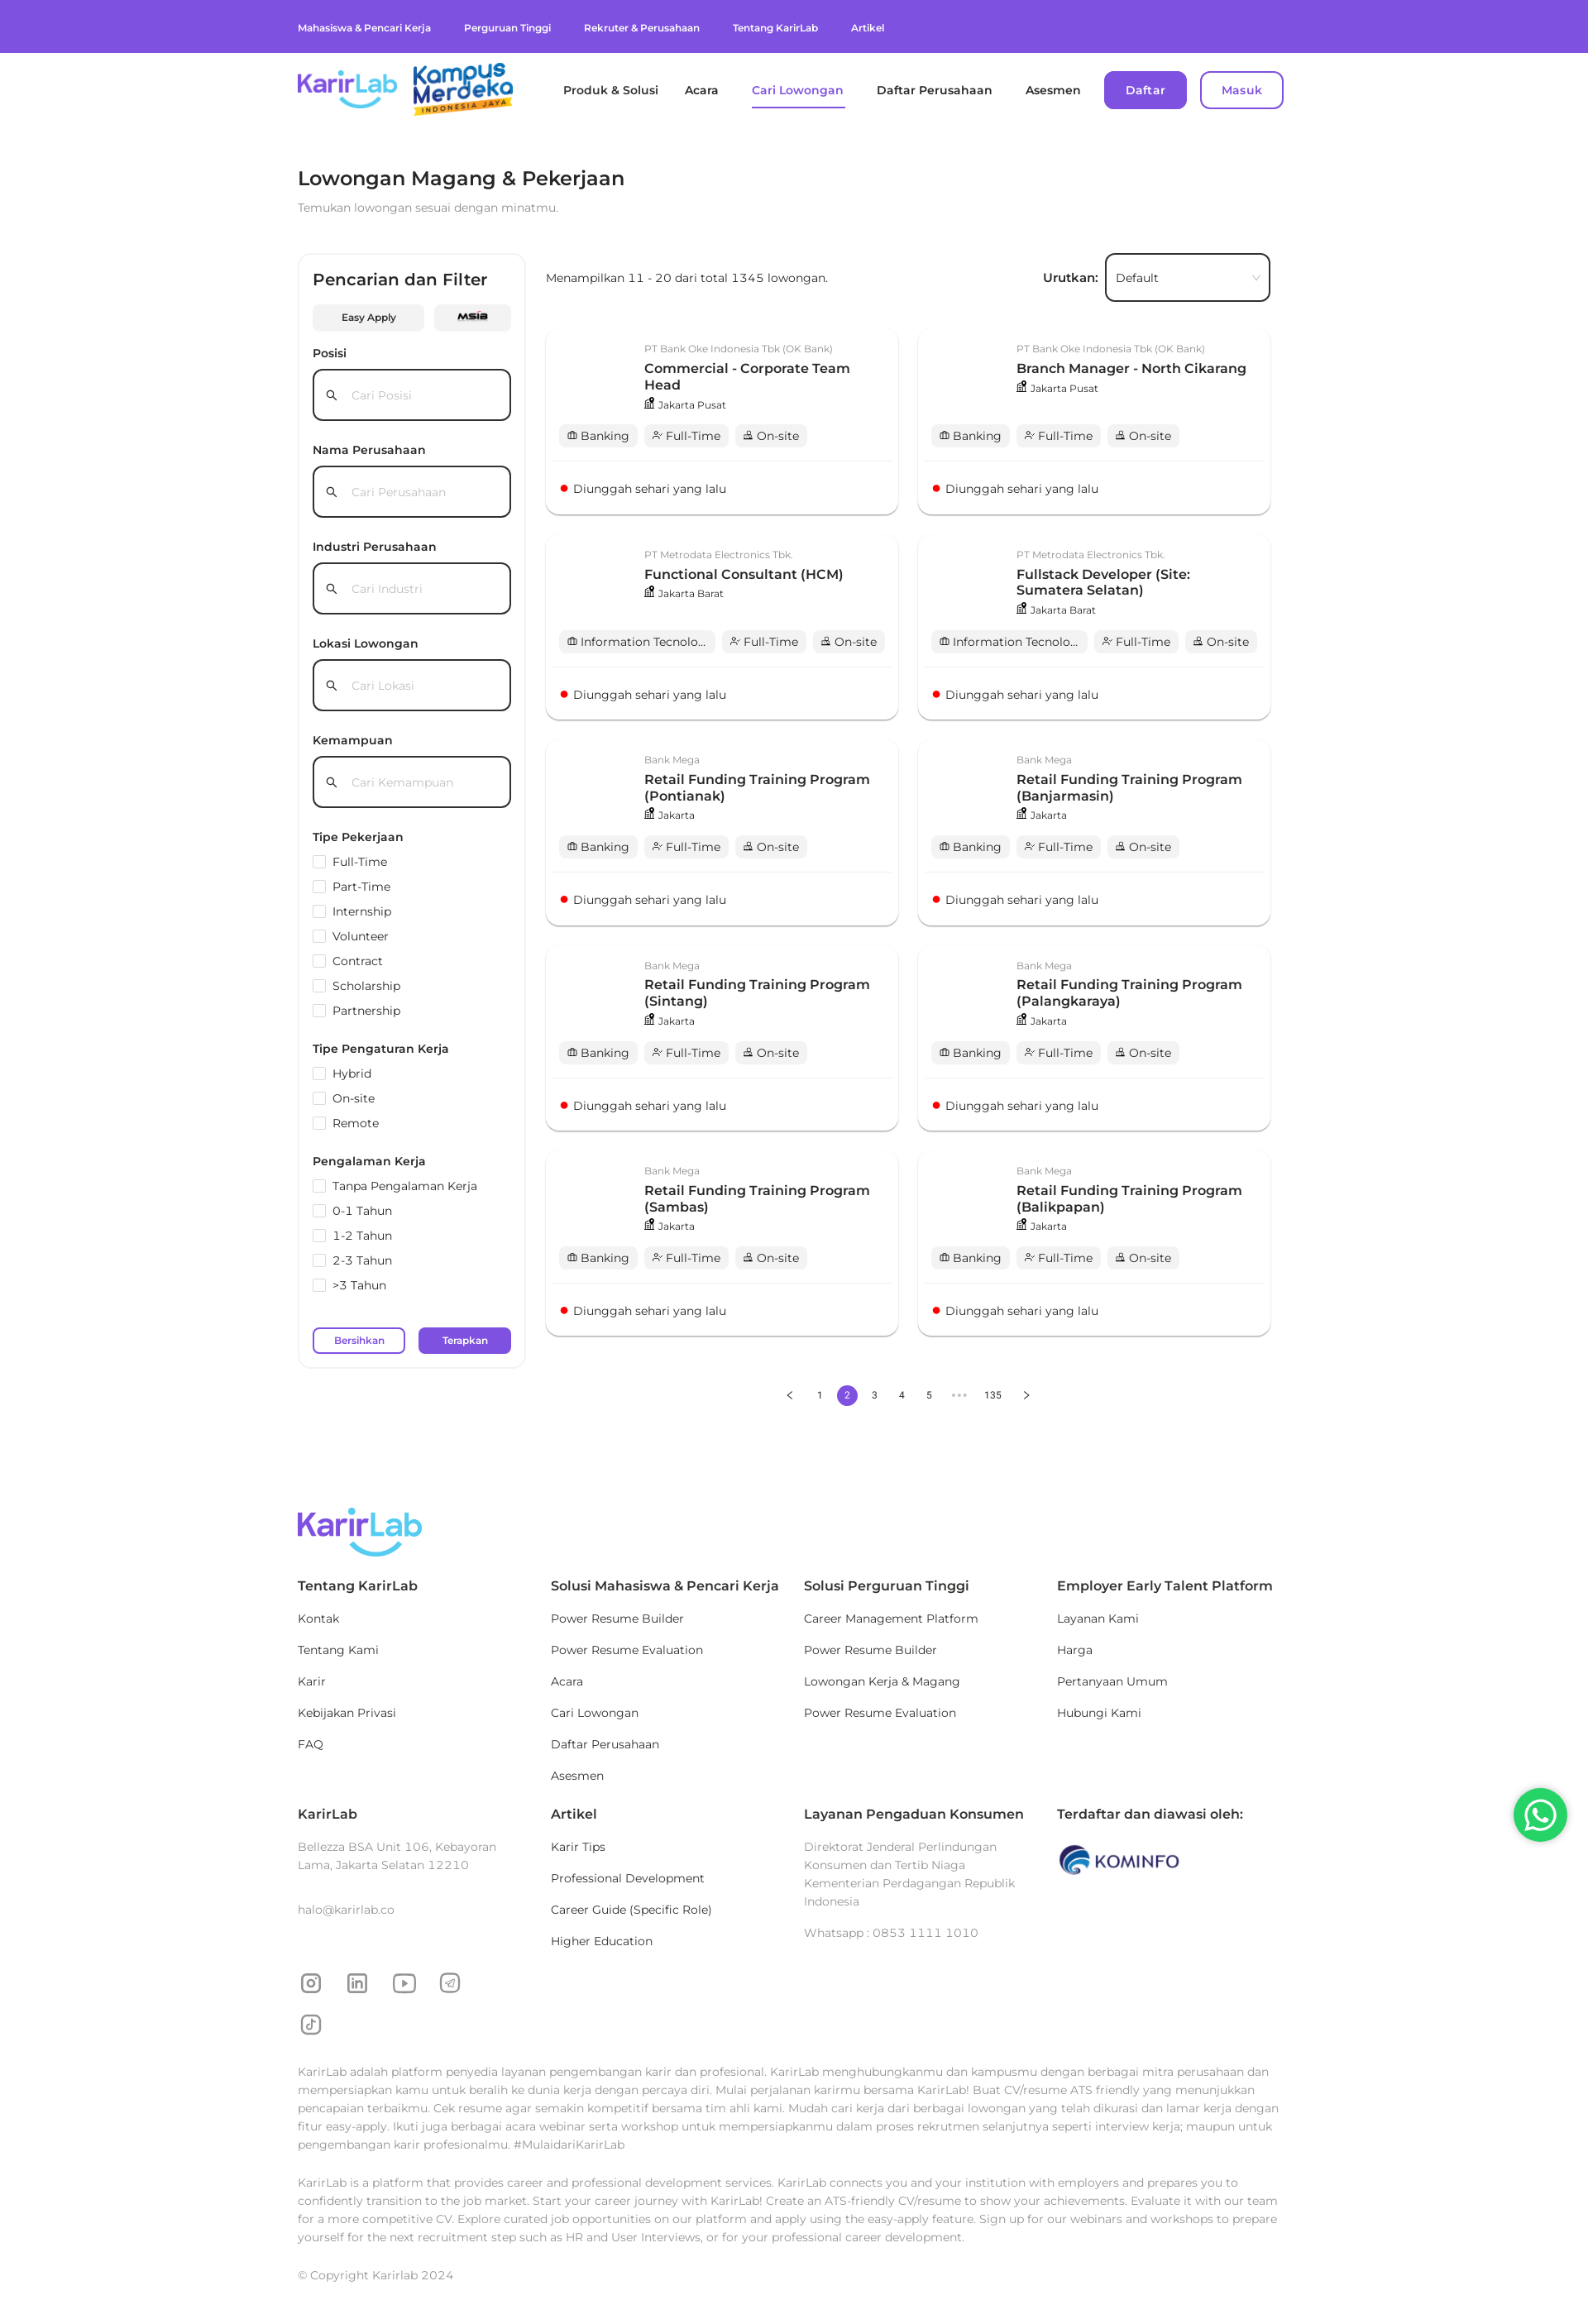 Mahasiswa & Pencari Kerja
Perguruan Tinggi
Rekruter & Perusahaan
Tentang KarirLab
Artikel
KarirLab
Kampus
Merdeka
INDONESIA JAYA
Produk & Solusi
Acara
Cari Lowongan
Daftar Perusahaan
Asesmen
Daftar
Masuk
Lowongan Magang & Pekerjaan
Temukan lowongan sesuai dengan minatmu.
Pencarian dan Filter
Easy Apply
MSIB
Posisi
Cari Posisi
Nama Perusahaan
Cari Perusahaan
Industri Perusahaan
Cari Industri
Lokasi Lowongan
Cari Lokasi
Kemampuan
Cari Kemampuan
Tipe Pekerjaan
Full-Time
Part-Time
Internship
Volunteer
Contract
Scholarship
Partnership
Tipe Pengaturan Kerja
Hybrid
On-site
Remote
Pengalaman Kerja
Tanpa Pengalaman Kerja
0-1 Tahun
1-2 Tahun
2-3 Tahun
>3 Tahun
Bersihkan
Terapkan
Menampilkan 11 - 20 dari total 1345 lowongan.
Urutkan:
Default
PT Bank Oke Indonesia Tbk (OK Bank)
Commercial - Corporate Team
Head
Jakarta Pusat
Banking
Full-Time
On-site
Diunggah sehari yang lalu
PT Bank Oke Indonesia Tbk (OK Bank)
Branch Manager - North Cikarang
Jakarta Pusat
Banking
Full-Time
On-site
Diunggah sehari yang lalu
PT Metrodata Electronics Tbk.
Functional Consultant (HCM)
Jakarta Barat
Information Tecnolo...
Full-Time
On-site
Diunggah sehari yang lalu
PT Metrodata Electronics Tbk.
Fullstack Developer (Site:
Sumatera Selatan)
Jakarta Barat
Information Tecnolo...
Full-Time
On-site
Diunggah sehari yang lalu
Bank Mega
Retail Funding Training Program
(Pontianak)
Jakarta
Banking
Full-Time
On-site
Diunggah sehari yang lalu
Bank Mega
Retail Funding Training Program
(Banjarmasin)
Jakarta
Banking
Full-Time
On-site
Diunggah sehari yang lalu
Bank Mega
Retail Funding Training Program
(Sintang)
Jakarta
Banking
Full-Time
On-site
Diunggah sehari yang lalu
Bank Mega
Retail Funding Training Program
(Palangkaraya)
Jakarta
Banking
Full-Time
On-site
Diunggah sehari yang lalu
Bank Mega
Retail Funding Training Program
(Sambas)
Jakarta
Banking
Full-Time
On-site
Diunggah sehari yang lalu
Bank Mega
Retail Funding Training Program
(Balikpapan)
Jakarta
Banking
Full-Time
On-site
Diunggah sehari yang lalu
1 2 3 4 5 ••• 135
KarirLab
Tentang KarirLab
Kontak
Tentang Kami
Karir
Kebijakan Privasi
FAQ
Solusi Mahasiswa & Pencari Kerja
Power Resume Builder
Power Resume Evaluation
Acara
Cari Lowongan
Daftar Perusahaan
Asesmen
Solusi Perguruan Tinggi
Career Management Platform
Power Resume Builder
Lowongan Kerja & Magang
Power Resume Evaluation
Employer Early Talent Platform
Layanan Kami
Harga
Pertanyaan Umum
Hubungi Kami
KarirLab
Bellezza BSA Unit 106, Kebayoran
Lama, Jakarta Selatan 12210
halo@karirlab.co
Artikel
Karir Tips
Professional Development
Career Guide (Specific Role)
Higher Education
Layanan Pengaduan Konsumen
Direktorat Jenderal Perlindungan
Konsumen dan Tertib Niaga
Kementerian Perdagangan Republik
Indonesia
Whatsapp : 0853 1111 1010
Terdaftar dan diawasi oleh:
KOMINFO
KarirLab adalah platform penyedia layanan pengembangan karir dan profesional. KarirLab menghubungkanmu dan kampusmu dengan berbagai mitra perusahaan dan
mempersiapkan kamu untuk beralih ke dunia kerja dengan percaya diri. Mulai perjalanan karirmu bersama KarirLab! Buat CV/resume ATS friendly yang menunjukkan
pencapaian terbaikmu. Cek resume agar semakin kompetitif bersama tim ahli kami. Mudah cari kerja dari berbagai lowongan yang telah dikurasi dan lamar kerja dengan
fitur easy-apply. Ikuti juga berbagai acara webinar serta workshop untuk mempersiapkanmu dalam proses rekrutmen selanjutnya seperti interview kerja; maupun untuk
pengembangan karir profesionalmu. #MulaidariKarirLab
KarirLab is a platform that provides career and professional development services. KarirLab connects you and your institution with employers and prepares you to
confidently transition to the job market. Start your career journey with KarirLab! Create an ATS-friendly CV/resume to show your achievements. Evaluate it with our team
for a more competitive CV. Explore curated job opportunities on our platform and apply using the easy-apply feature. Sign up for our webinars and workshops to prepare
yourself for the next recruitment step such as HR and User Interviews, or for your professional career development.
© Copyright Karirlab 2024